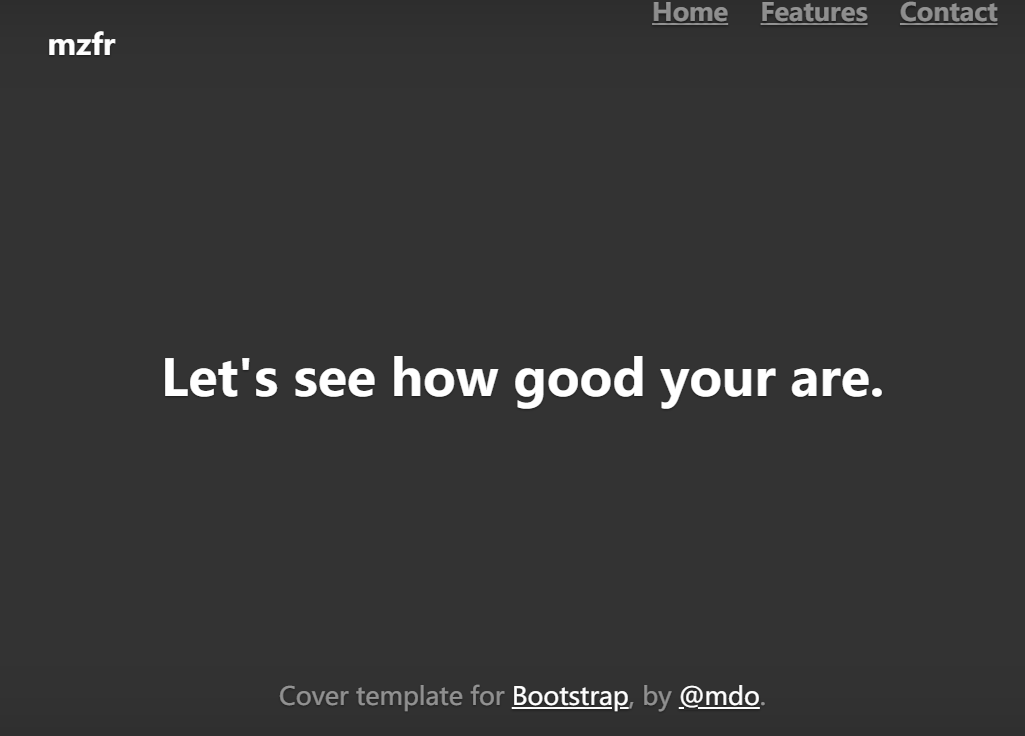 Home Features Contact
mzfr
Let's see how good your are.
Cover template for Bootstrap, by @mdo.